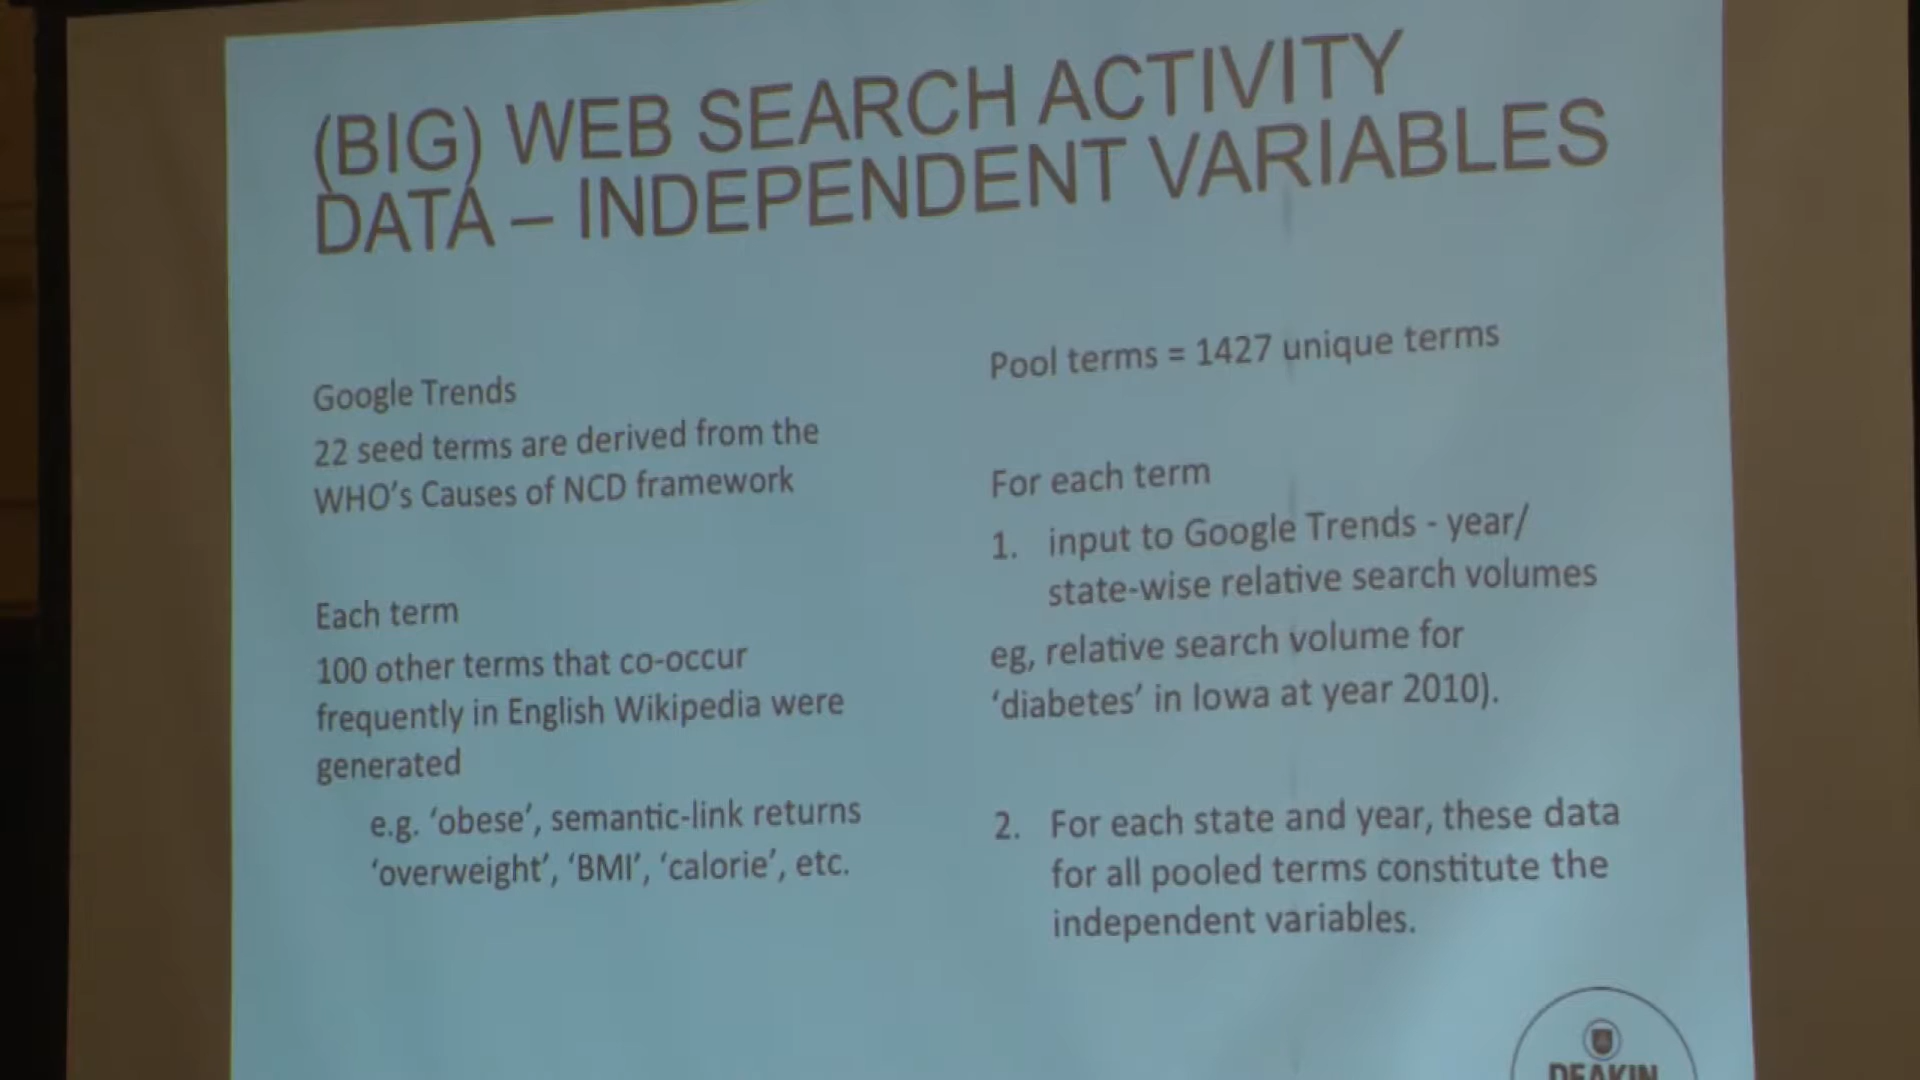 (BIG) WEB SEARCH ACTIVITY
DATA – INDEPENDENT VARIABLES
Google Trends
22 seed terms are derived from the
WHO's Causes of NCD framework
Each term
100 other terms that co-occur
frequently in English Wikipedia were
generated
e.g. 'obese', semantic-link returns
'overweight', 'BMI', 'calorie', etc.
Pool terms = 1427 unique terms
For each term
1. input to Google Trends - year/
state-wise relative search volumes
eg, relative search volume for
'diabetes' in Iowa at year 2010).
2. For each state and year, these data
for all pooled terms constitute the
independent variables.
DEAKIN